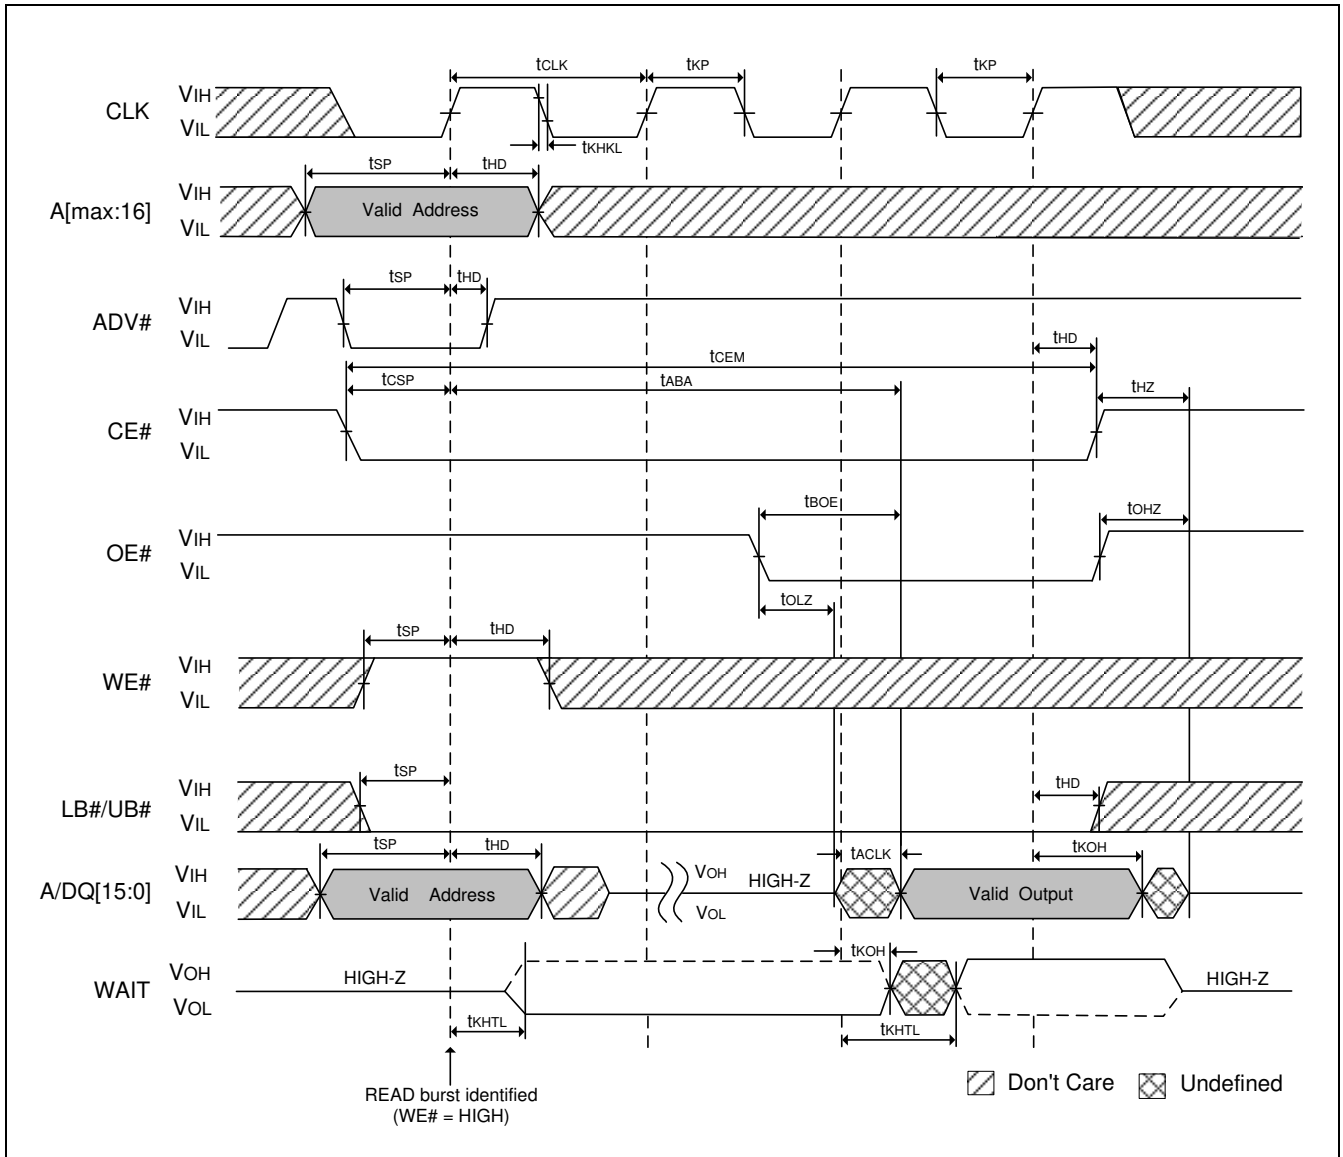 tCLK tKP tKP
CLK VIH
VIL
tKHKL
tSP tHD
A[max:16] VIH
VIL
Valid Address
tSP tHD
ADV# VIH
VIL
tHD
tCEM
tCSP tABA tHZ
CE# VIH
VIL
tBOE tOHZ
OE# VIH
VIL
tOLZ
tSP tHD
WE# VIH
VIL
tSP tHD
LB#/UB# VIH
VIL
tSP tHD tACLK tKOH
A/DQ[15:0] VIH
VIL
Valid Address VOH
VOL
HIGH-Z Valid Output
tKOH
WAIT VOH
VOL
HIGH-Z HIGH-Z
tKHTL tKHTL
READ burst identified
(WE# = HIGH)
Don't Care Undefined